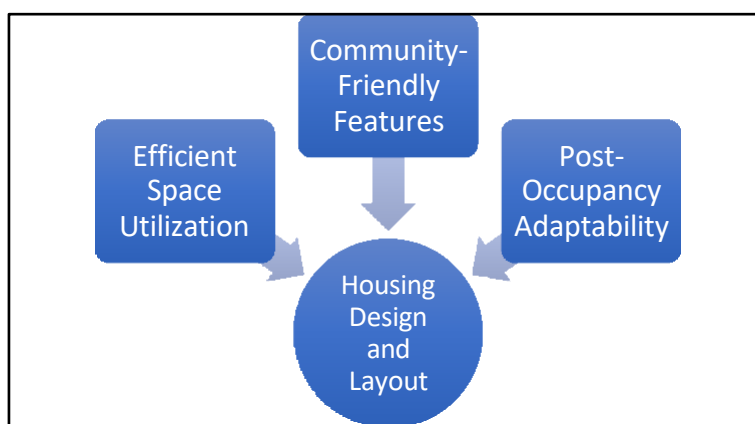 Community-
Friendly
Features
Efficient
Space
Utilization
Post-
Occupancy
Adaptability
Housing
Design
and
Layout